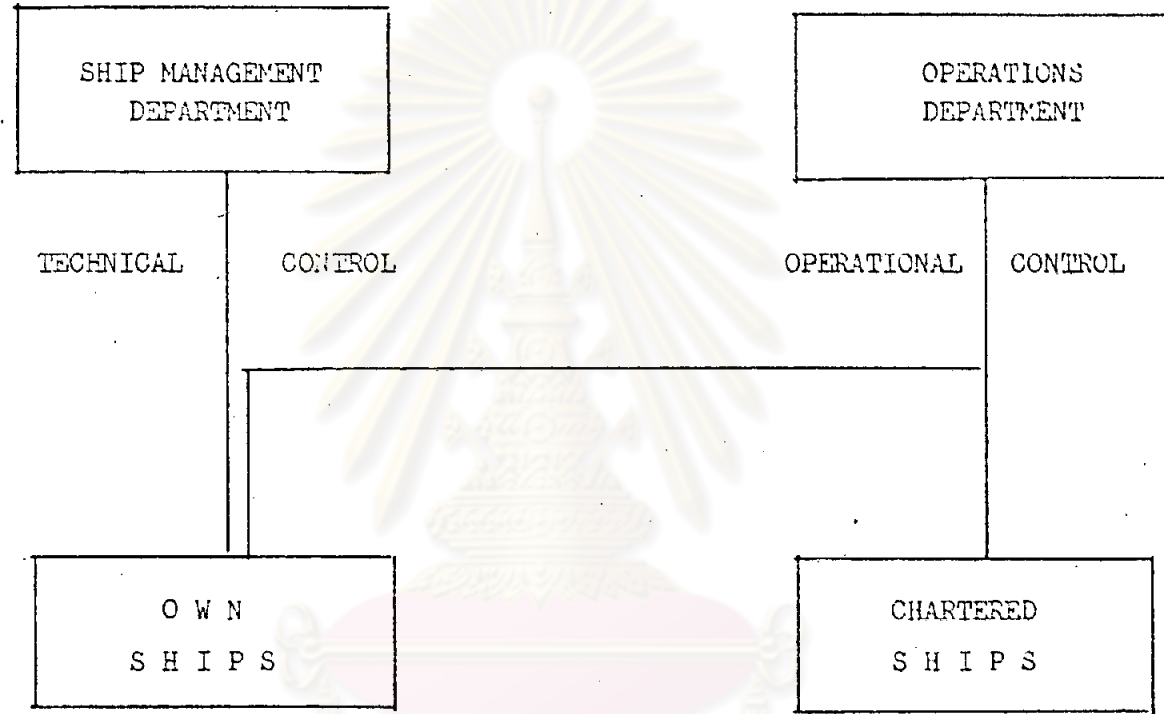 SHIP MANAGEMENT
DEPARTMENT
OPERATIONS
DEPARTMENT
TECHNICAL CONTROL
OPERATIONAL CONTROL
O W N
S H I P S
CHARTERED
S H I P S